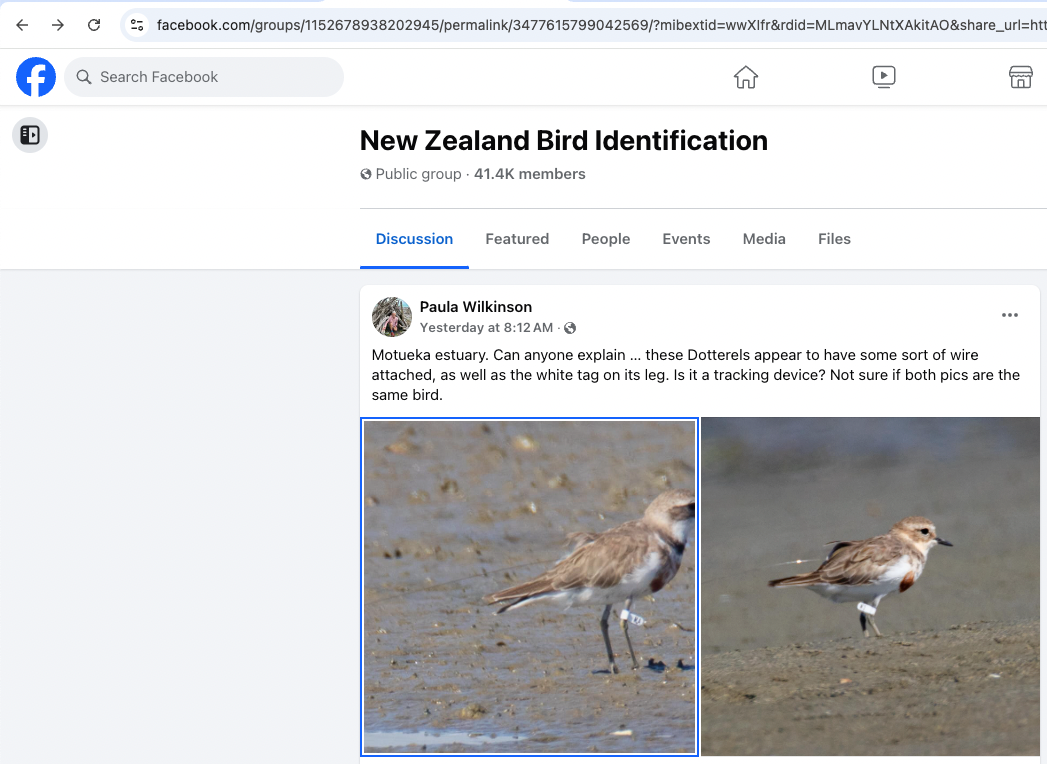 facebook.com/groups/1152678938202945/permalink/3477615799042569/?mibextid=wwXIfr&rdid=MLmavYLNtXAkitAO&share_url=htt
Search Facebook
New Zealand Bird Identification
Public group · 41.4K members
Discussion Featured People Events Media Files
Paula Wilkinson
Yesterday at 8:12 AM ·
Motueka estuary. Can anyone explain ... these Dotterels appear to have some sort of wire
attached, as well as the white tag on its leg. Is it a tracking device? Not sure if both pics are the
same bird.